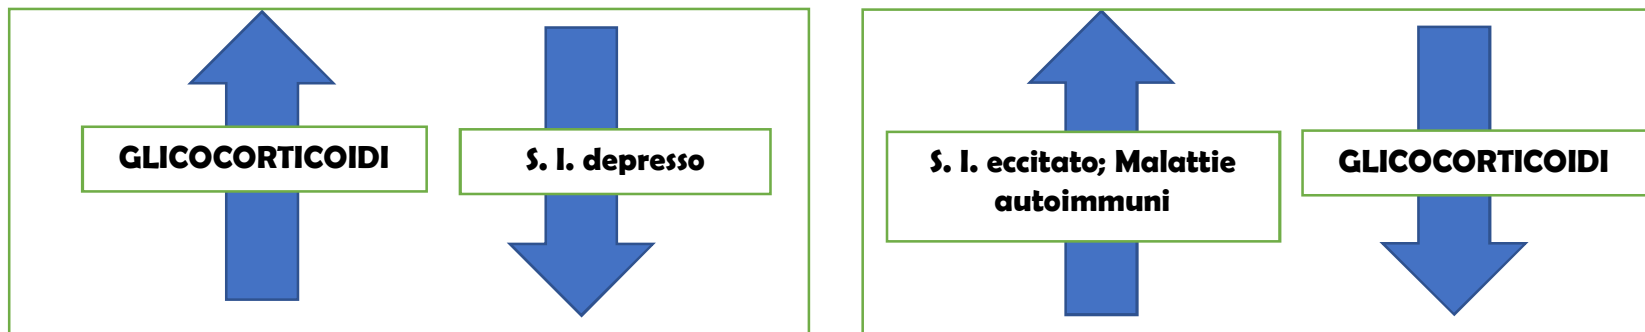 GLICOCORTICOIDI
S. I. depresso
S. I. eccitato; Malattie
autoimmuni
GLICOCORTICOIDI